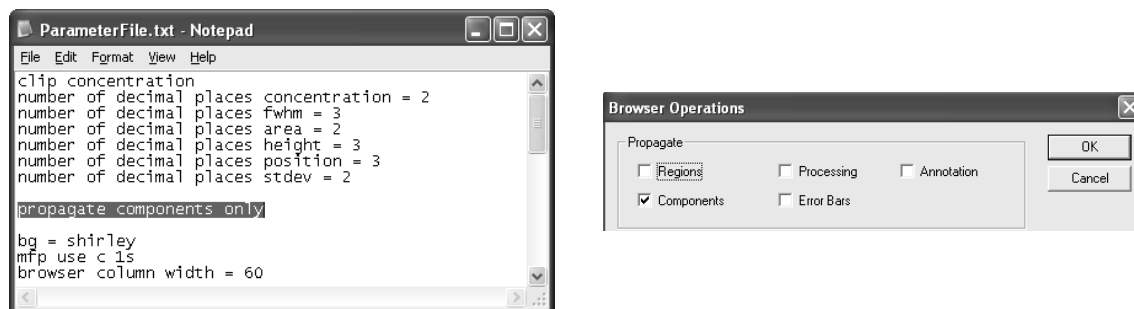 ParameterFile.txt - Notepad
File Edit Format View Help
clip concentration
number of decimal places concentration = 2
number of decimal places fwhm = 3
number of decimal places area = 2
number of decimal places height = 3
number of decimal places position = 3
number of decimal places stdev = 2
propagate components only
bg = shirley
mfp use c 1s
browser column width = 60
Browser Operations
Propagate
Regions Processing Annotation
Components Error Bars
OK
Cancel